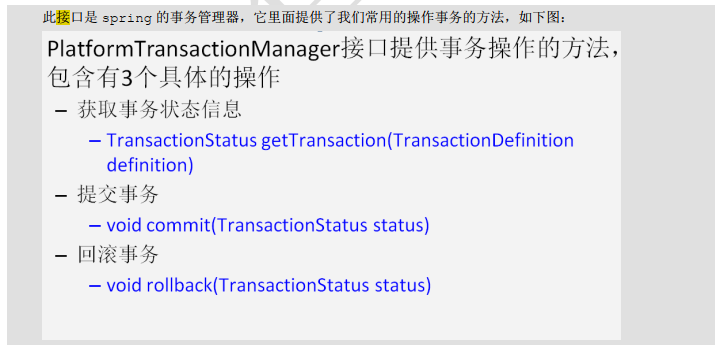 此接口是 spring 的事务管理器，它里面提供了我们常用的操作事务的方法，如下图：
PlatformTransactionManager接口提供事务操作的方法，
包含有3个具体的操作
– 获取事务状态信息
– TransactionStatus getTransaction(TransactionDefinition
definition)
– 提交事务
– void commit(TransactionStatus status)
– 回滚事务
– void rollback(TransactionStatus status)